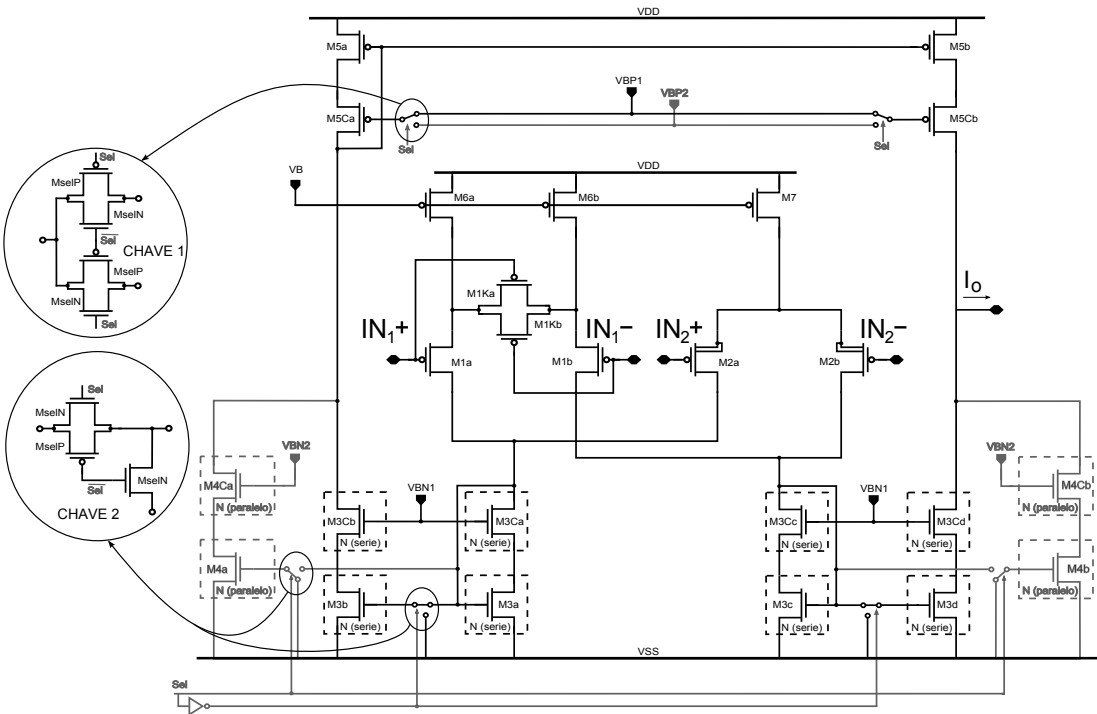 VDD
M5a
M5b
VBP1
VBP2
M5Ca
M5Cb
Sel
Sel
Sel
MselP
MselN
Sel
CHAVE 1
MselP
MselN
Sel
VB
VDD
M6a
M6b
M7
M1Ka
M1Kb
IN1+
IN1−
IN2+
IN2−
Io
M1a
M1b
M2a
M2b
Sel
MselN
MselP
MselN
Sel
CHAVE 2
VBN2
VBN2
M4Ca
N (paralelo)
M4Cb
N (paralelo)
VBN1
VBN1
M3Cb
N (serie)
M3Ca
N (serie)
M3Cc
N (serie)
M3Cd
N (serie)
M4a
N (paralelo)
M4b
N (paralelo)
M3b
N (serie)
M3a
N (serie)
M3c
N (serie)
M3d
N (serie)
VSS
Sel